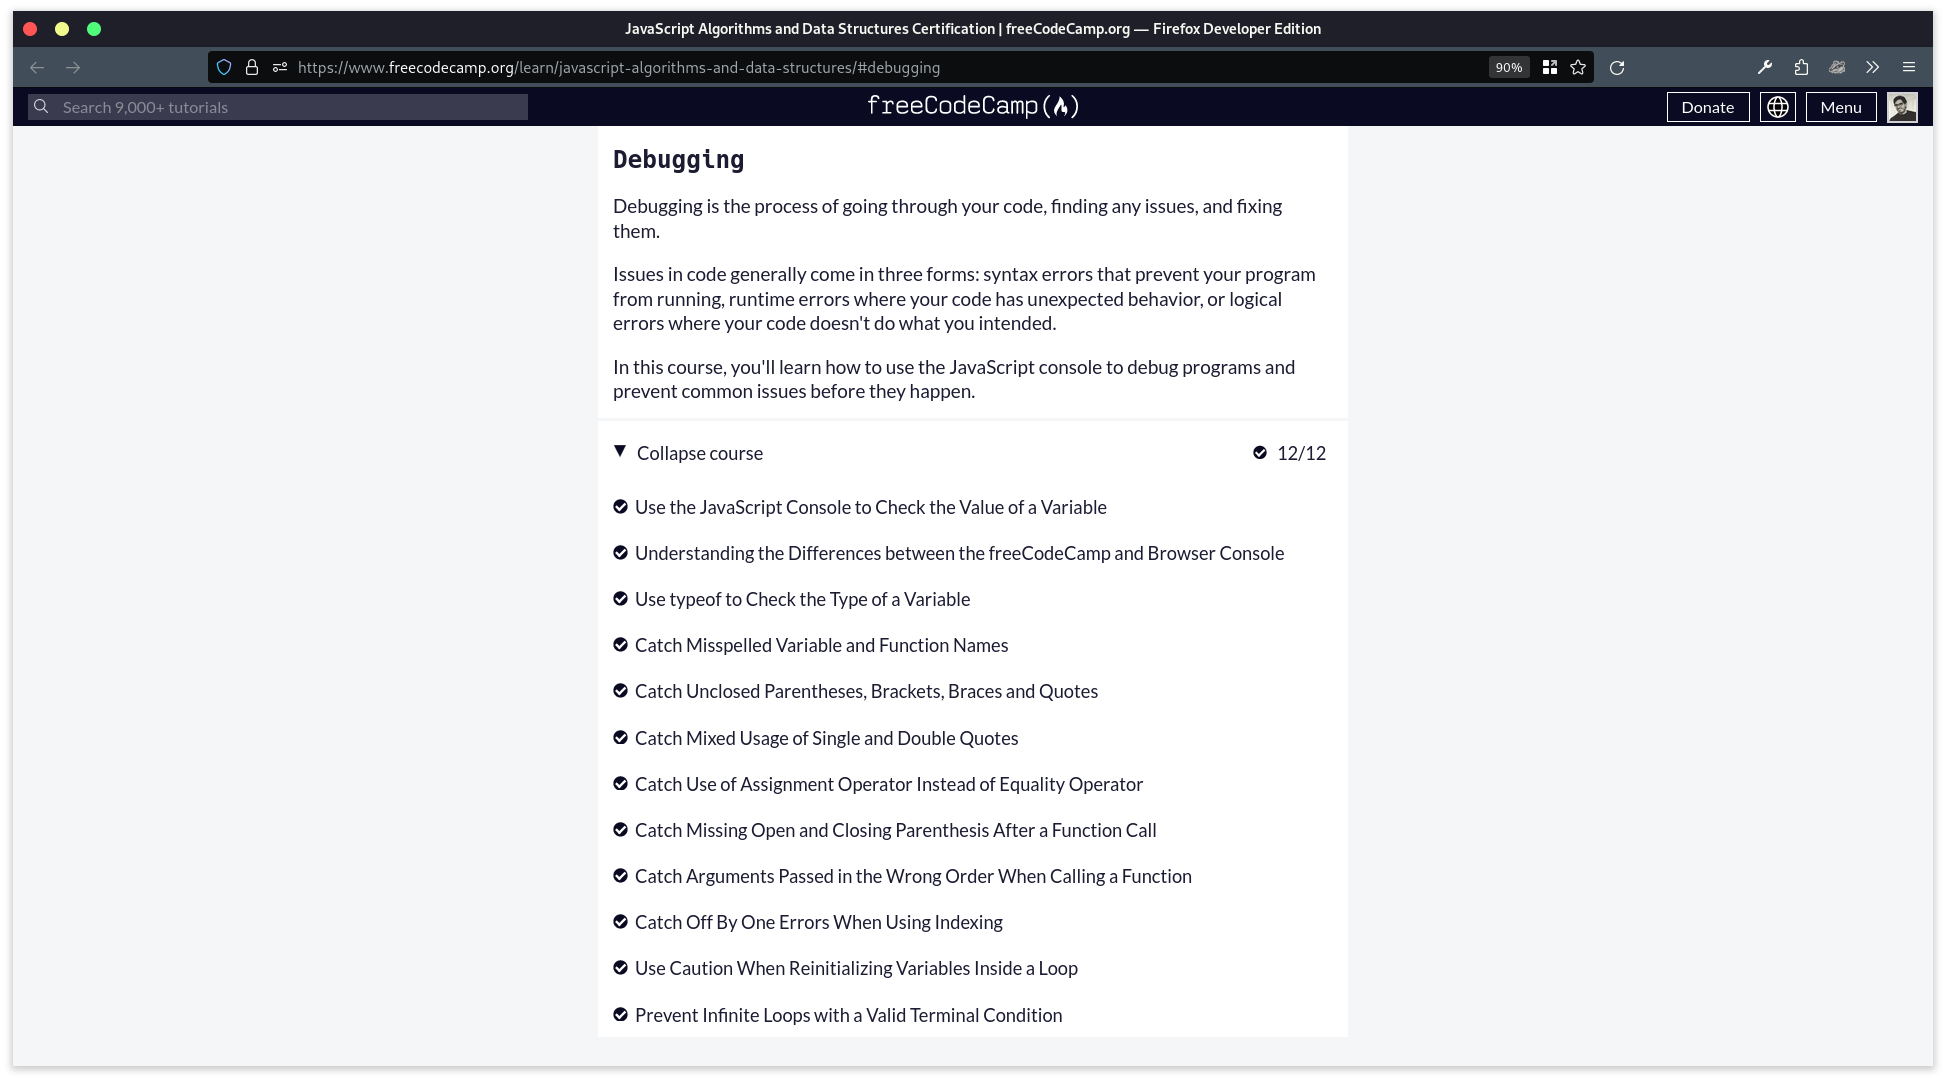 JavaScript Algorithms and Data Structures Certification | freeCodeCamp.org — Firefox Developer Edition
https://www.freecodecamp.org/learn/javascript-algorithms-and-data-structures/#debugging
90%
Search 9,000+ tutorials
freeCodeCamp
Donate
Menu
Debugging
Debugging is the process of going through your code, finding any issues, and fixing
them.
Issues in code generally come in three forms: syntax errors that prevent your program
from running, runtime errors where your code has unexpected behavior, or logical
errors where your code doesn't do what you intended.
In this course, you'll learn how to use the JavaScript console to debug programs and
prevent common issues before they happen.
Collapse course
12/12
Use the JavaScript Console to Check the Value of a Variable
Understanding the Differences between the freeCodeCamp and Browser Console
Use typeof to Check the Type of a Variable
Catch Misspelled Variable and Function Names
Catch Unclosed Parentheses, Brackets, Braces and Quotes
Catch Mixed Usage of Single and Double Quotes
Catch Use of Assignment Operator Instead of Equality Operator
Catch Missing Open and Closing Parenthesis After a Function Call
Catch Arguments Passed in the Wrong Order When Calling a Function
Catch Off By One Errors When Using Indexing
Use Caution When Reinitializing Variables Inside a Loop
Prevent Infinite Loops with a Valid Terminal Condition